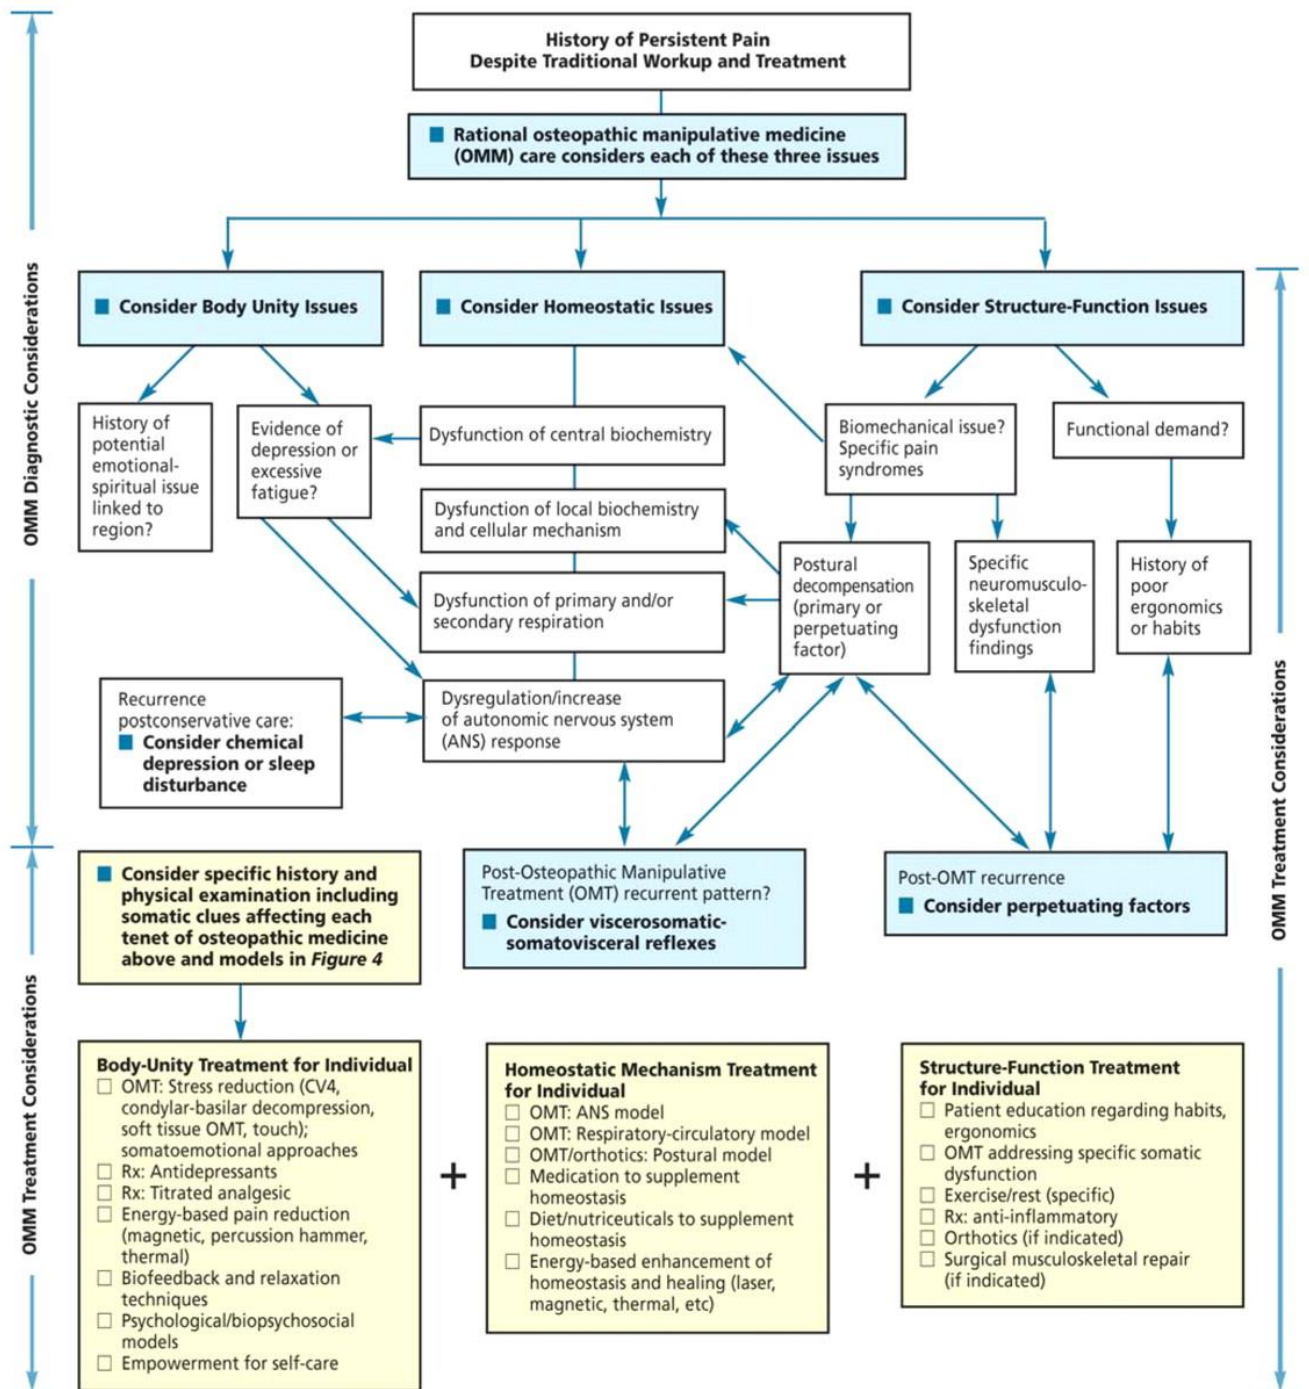 History of Persistent Pain
Despite Traditional Workup and Treatment
■ Rational osteopathic manipulative medicine
(OMM) care considers each of these three issues
OMM Diagnostic Considerations
■ Consider Body Unity Issues
■ Consider Homeostatic Issues
■ Consider Structure-Function Issues
History of
potential
emotional-
spiritual issue
linked to
region?
Evidence of
depression or
excessive
fatigue?
Dysfunction of central biochemistry
Biomechanical issue?
Specific pain
syndromes
Functional demand?
Dysfunction of local biochemistry
and cellular mechanism
Dysfunction of primary and/or
secondary respiration
Postural
decompensation
(primary or
perpetuating
factor)
Specific
neuromusculo-
skeletal
dysfunction
findings
History of
poor
ergonomics
or habits
Recurrence
postconservative care:
■ Consider chemical
depression or sleep
disturbance
Dysregulation/increase
of autonomic nervous system
(ANS) response
OMM Treatment Considerations
■ Consider specific history and
physical examination including
somatic clues affecting each
tenet of osteopathic medicine
above and models in Figure 4
Post-Osteopathic Manipulative
Treatment (OMT) recurrent pattern?
■ Consider viscerosomatic-
somatovisceral reflexes
Post-OMT recurrence
■ Consider perpetuating factors
OMM Treatment Considerations
Body-Unity Treatment for Individual
□ OMT: Stress reduction (CV4,
condylar-basilar decompression,
soft tissue OMT, touch);
somatoemotional approaches
□ Rx: Antidepressants
□ Rx: Titrated analgesic
□ Energy-based pain reduction
(magnetic, percussion hammer,
thermal)
□ Biofeedback and relaxation
techniques
□ Psychological/biopsychosocial
models
□ Empowerment for self-care
+
Homeostatic Mechanism Treatment
for Individual
□ OMT: ANS model
□ OMT: Respiratory-circulatory model
□ OMT/orthotics: Postural model
□ Medication to supplement
homeostasis
□ Diet/nutriceuticals to supplement
homeostasis
□ Energy-based enhancement of
homeostasis and healing (laser,
magnetic, thermal, etc)
+
Structure-Function Treatment
for Individual
□ Patient education regarding habits,
ergonomics
□ OMT addressing specific somatic
dysfunction
□ Exercise/rest (specific)
□ Rx: anti-inflammatory
□ Orthotics (if indicated)
□ Surgical musculoskeletal repair
(if indicated)